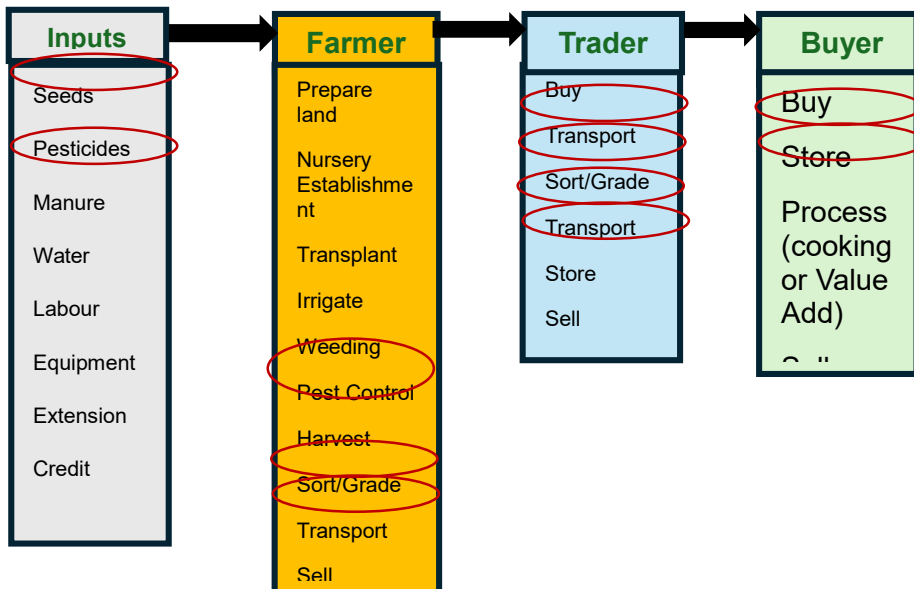 Inputs
Seeds
Pesticides
Manure
Water
Labour
Equipment
Extension
Credit
Farmer
Prepare
land
Nursery
Establishme
nt
Transplant
Irrigate
Weeding
Pest Control
Harvest
Sort/Grade
Transport
Sell
Trader
Buy
Transport
Sort/Grade
Transport
Store
Sell
Buyer
Buy
Store
Process
(cooking
or Value
Add)